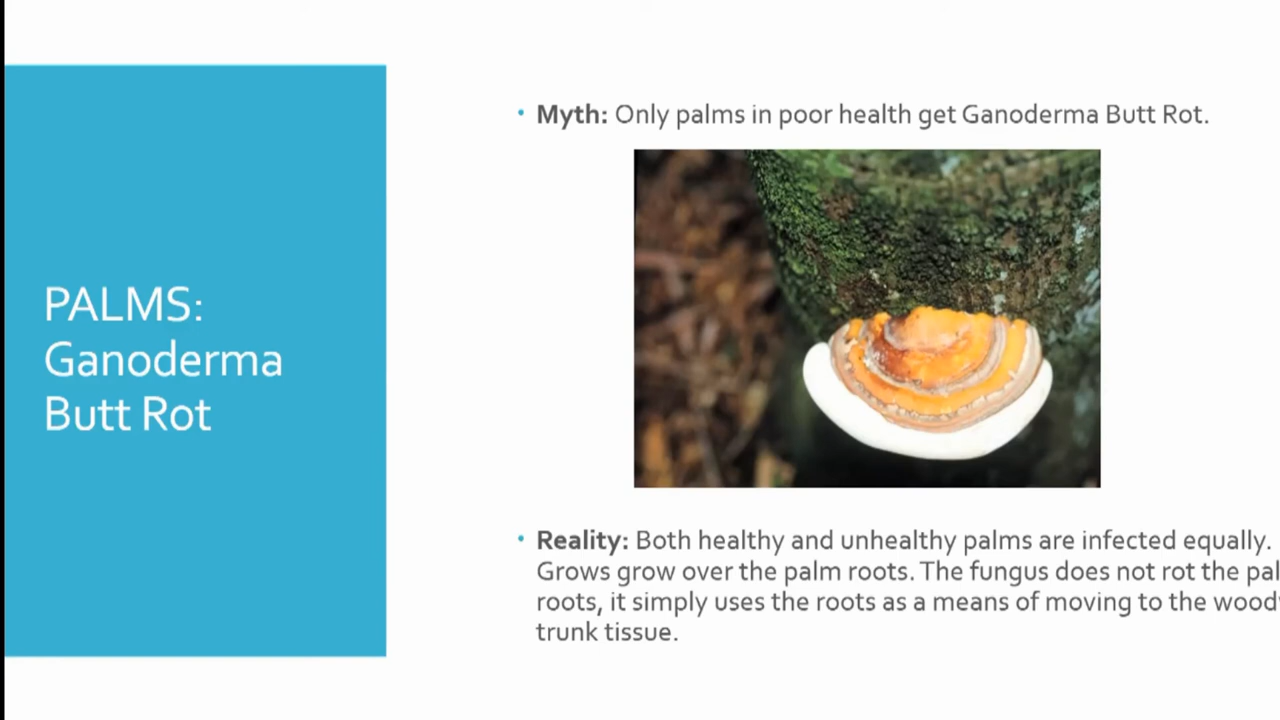 PALMS:
Ganoderma
Butt Rot
• Myth: Only palms in poor health get Ganoderma Butt Rot.
• Reality: Both healthy and unhealthy palms are infected equally.
Grows grow over the palm roots. The fungus does not rot the
roots, it simply uses the roots as a means of moving to the
trunk tissue.